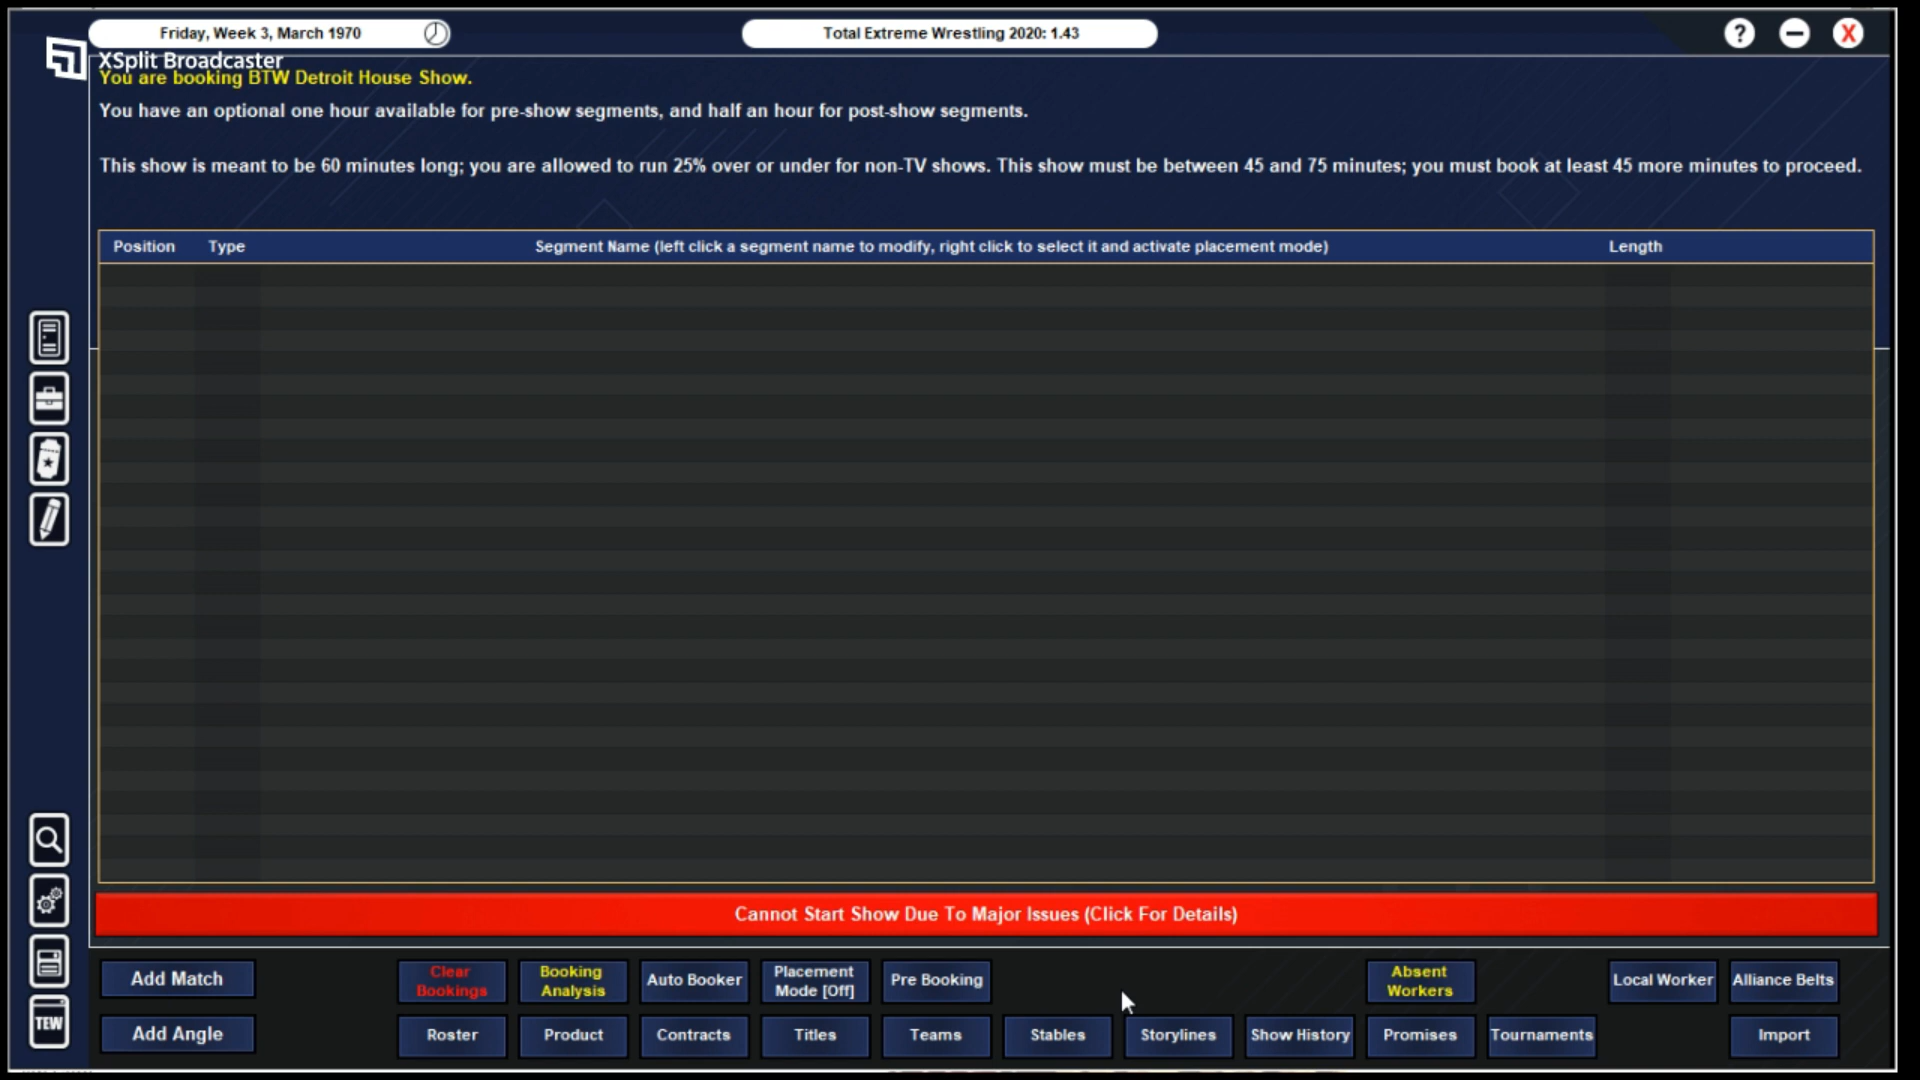 Friday, Week 3, March 1970
Total Extreme Wrestling 2020: 1.43
?
X
XSplit Broadcaster
You are booking BTW Detroit House Show.
You have an optional one hour available for pre-show segments, and half an hour for post-show segments.
This show is meant to be 60 minutes long; you are allowed to run 25% over or under for non-TV shows. This show must be between 45 and 75 minutes; you must book at least 45 more minutes to proceed.
Position Type Segment Name (left click a segment name to modify, right click to select it and activate placement mode) Length
Cannot Start Show Due To Major Issues (Click For Details)
Add Match
Clear Bookings
Booking Analysis
Auto Booker
Placement Mode [Off]
Pre Booking
Absent Workers
Local Worker
Alliance Belts
TEW
Add Angle
Roster
Product
Contracts
Titles
Teams
Stables
Storylines
Show History
Promises
Tournaments
Import